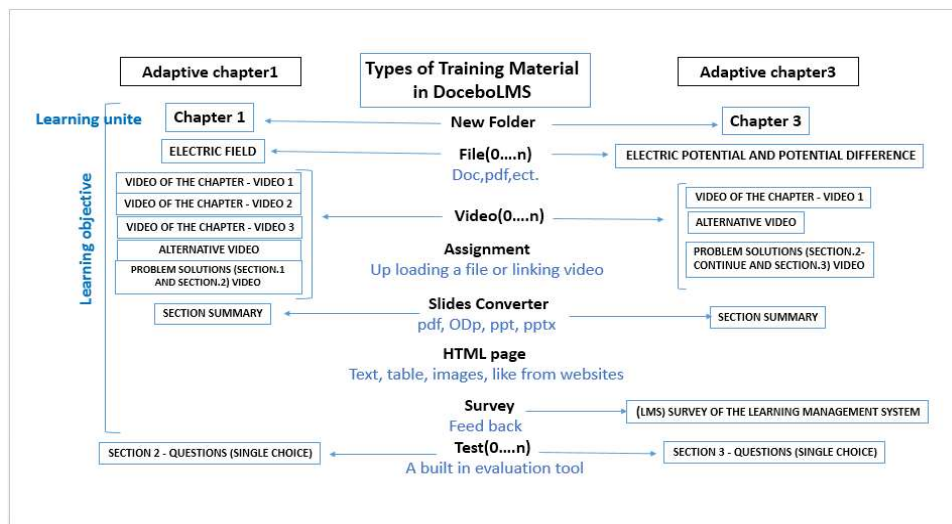 Adaptive chapter1
Types of Training Material
in DoceboLMS
Adaptive chapter3
Learning unite
Chapter 1
New Folder
Chapter 3
ELECTRIC FIELD
File(0....n)
Doc,pdf,ect.
ELECTRIC POTENTIAL AND POTENTIAL DIFFERENCE
Learning objective
VIDEO OF THE CHAPTER - VIDEO 1
VIDEO OF THE CHAPTER - VIDEO 2
VIDEO OF THE CHAPTER - VIDEO 3
ALTERNATIVE VIDEO
PROBLEM SOLUTIONS (SECTION.1
AND SECTION.2) VIDEO
Video(0....n)
VIDEO OF THE CHAPTER - VIDEO 1
ALTERNATIVE VIDEO
PROBLEM SOLUTIONS (SECTION.2-
CONTINUE AND SECTION.3) VIDEO
Assignment
Up loading a file or linking video
SECTION SUMMARY
Slides Converter
pdf, ODp, ppt, pptx
SECTION SUMMARY
HTML page
Text, table, images, like from websites
Survey
Feed back
(LMS) SURVEY OF THE LEARNING MANAGEMENT SYSTEM
SECTION 2 - QUESTIONS (SINGLE CHOICE)
Test(0....n)
A built in evaluation tool
SECTION 3 - QUESTIONS (SINGLE CHOICE)